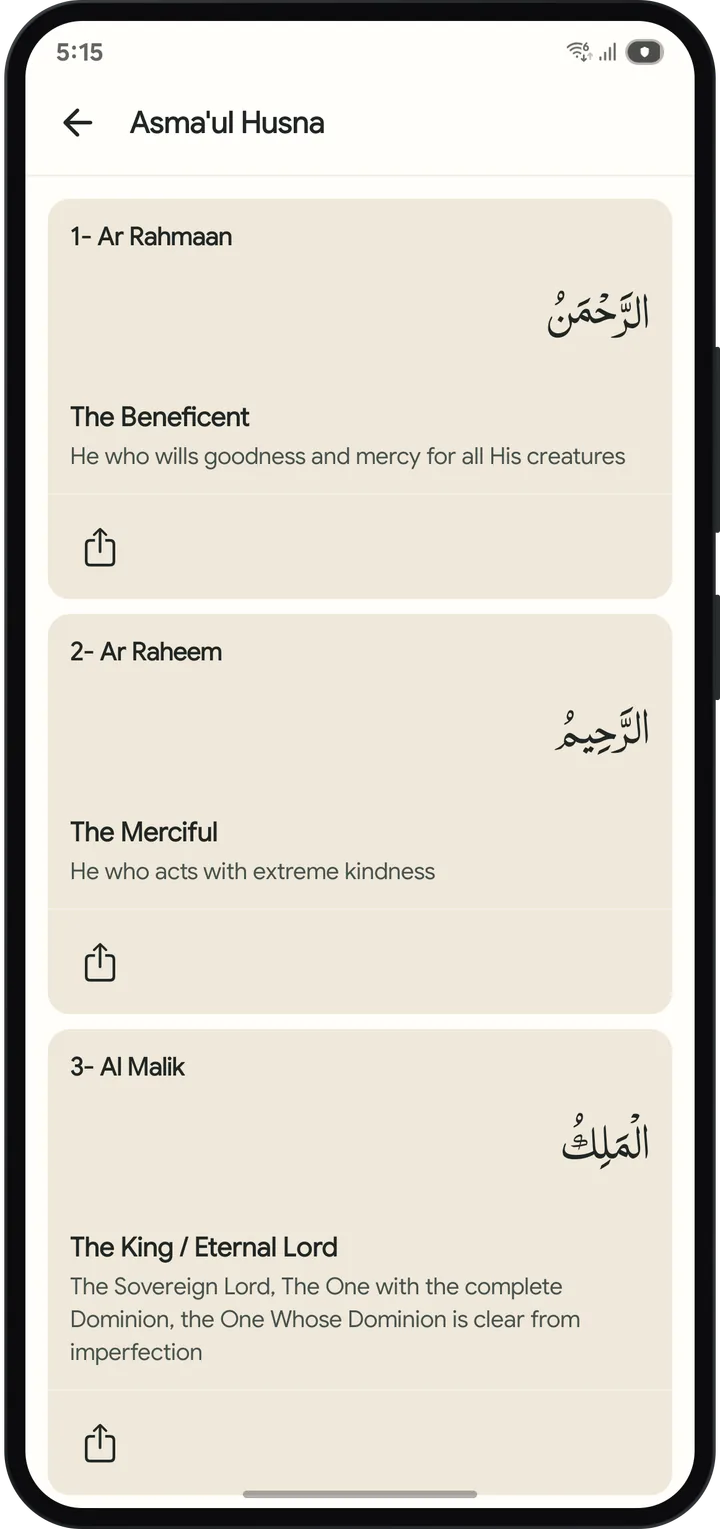 5:15
Asma'ul Husna
1- Ar Rahmaan
الرَّحْمَنُ
The Beneficent
He who wills goodness and mercy for all His creatures
2- Ar Raheem
الرَّحِيمُ
The Merciful
He who acts with extreme kindness
3- Al Malik
الْمَلِكُ
The King / Eternal Lord
The Sovereign Lord, The One with the complete
Dominion, the One Whose Dominion is clear from
imperfection